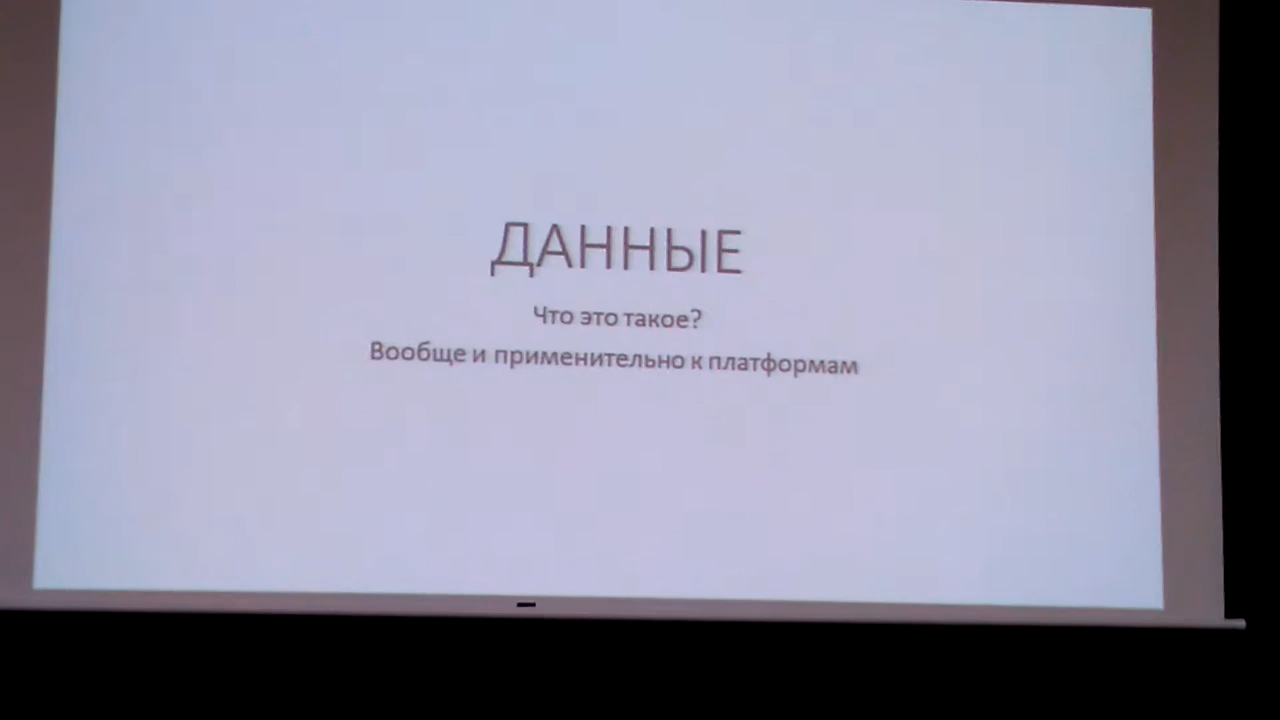 ДАННЫЕ
Что это такое?
Вообще и применительно к платформам